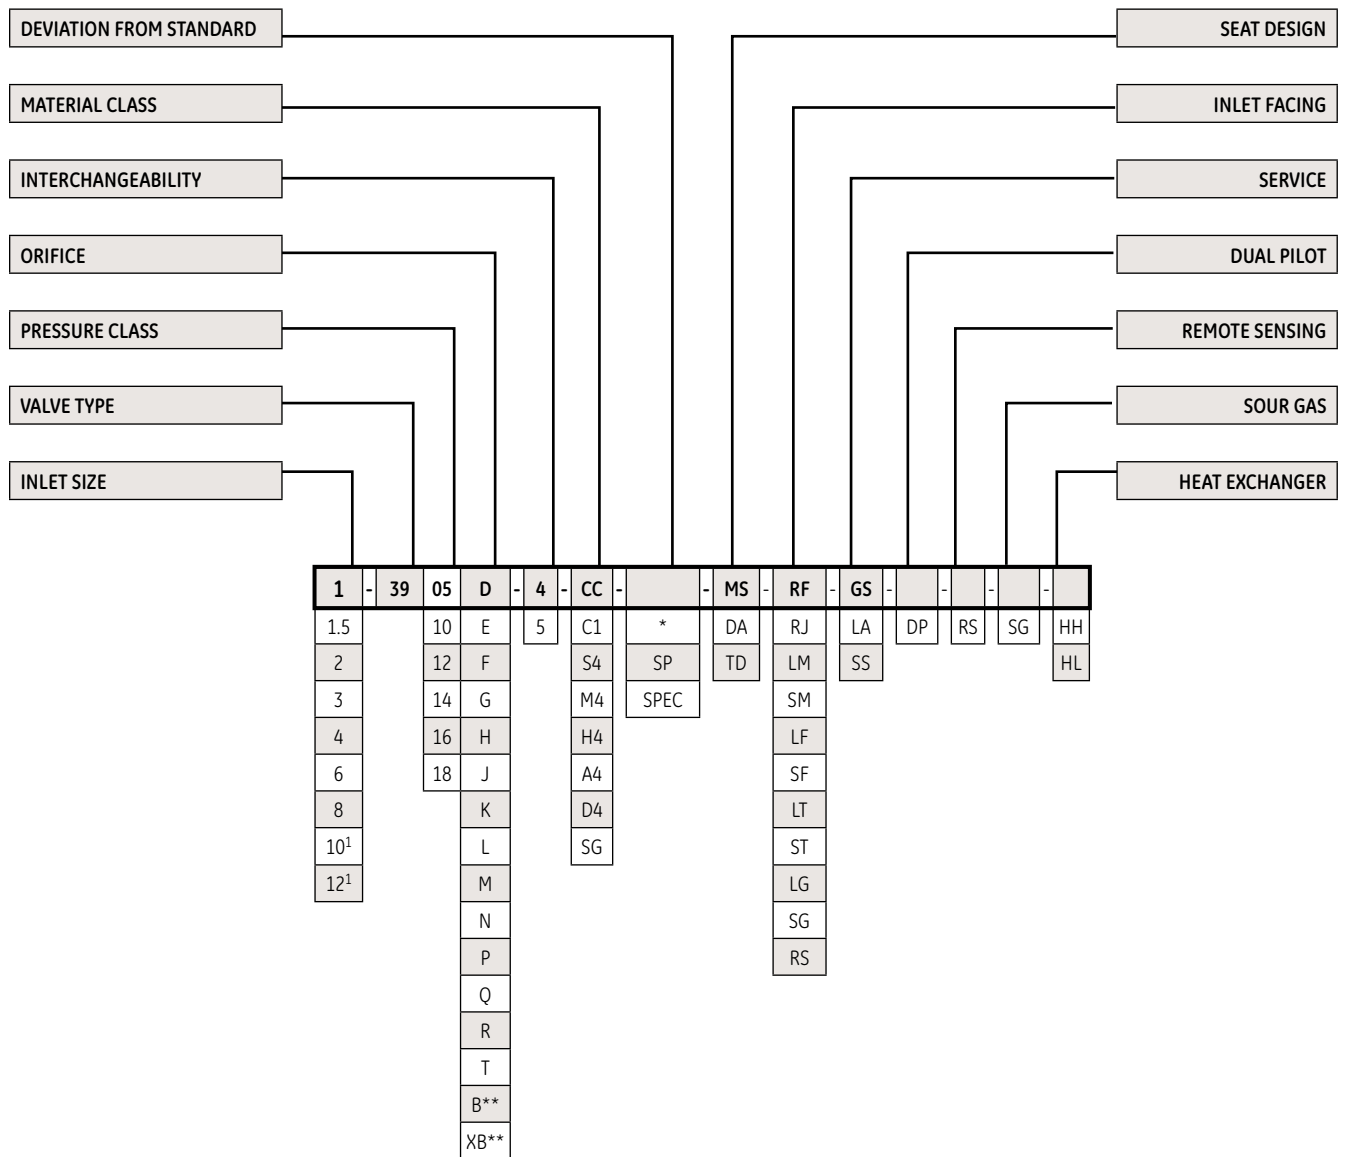 DEVIATION FROM STANDARD
SEAT DESIGN
MATERIAL CLASS
INLET FACING
INTERCHANGEABILITY
SERVICE
ORIFICE
DUAL PILOT
PRESSURE CLASS
REMOTE SENSING
VALVE TYPE
SOUR GAS
INLET SIZE
HEAT EXCHANGER
1 - 39 05 D - 4 - CC - - MS - RF - GS - - - -
1.5 10 E 5 C1 * DA RJ LA DP RS SG HH
2 12 F S4 SP TD LM SS HL
3 14 G M4 SPEC SM
4 16 H H4 LF
6 18 J A4 SF
8 K D4 LT
10¹ L SG ST
12¹ M LG
N SG
P RS
Q
R
T
B**
XB**